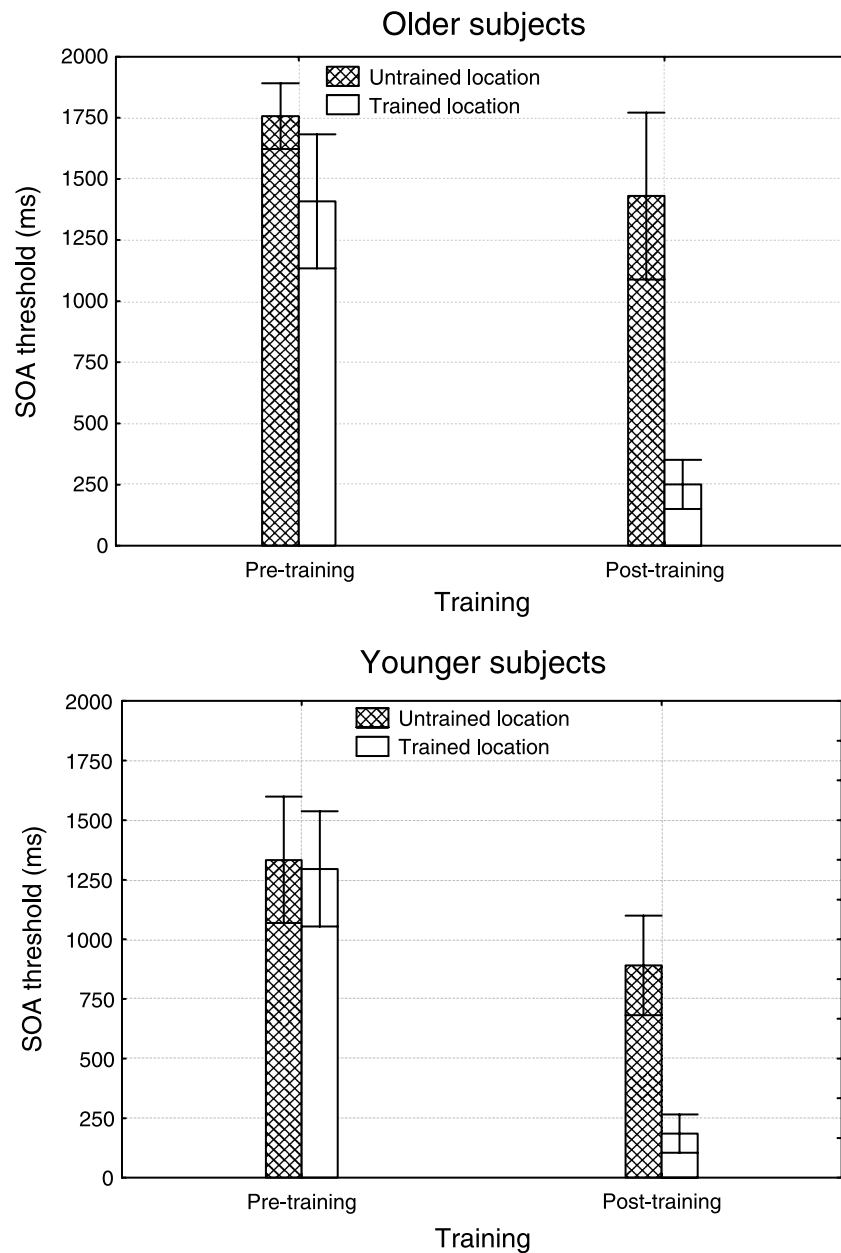 Older subjects
2000
1750
1500
1250
1000
750
500
250
0
SOA threshold (ms)
Untrained location
Trained location
Pre-training
Post-training
Training
Younger subjects
2000
1750
1500
1250
1000
750
500
250
0
SOA threshold (ms)
Untrained location
Trained location
Pre-training
Post-training
Training